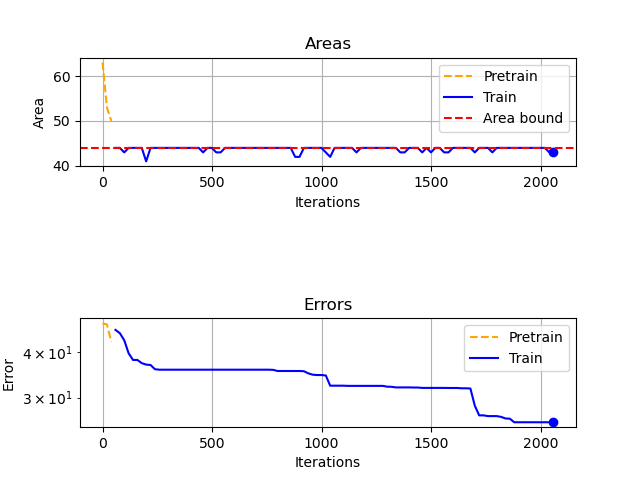 Areas
60
50
40
Area
Pretrain
Train
Area bound
0
500
1000
1500
2000
Iterations
Errors
4 × 10¹
3 × 10¹
Error
Pretrain
Train
0
500
1000
1500
2000
Iterations